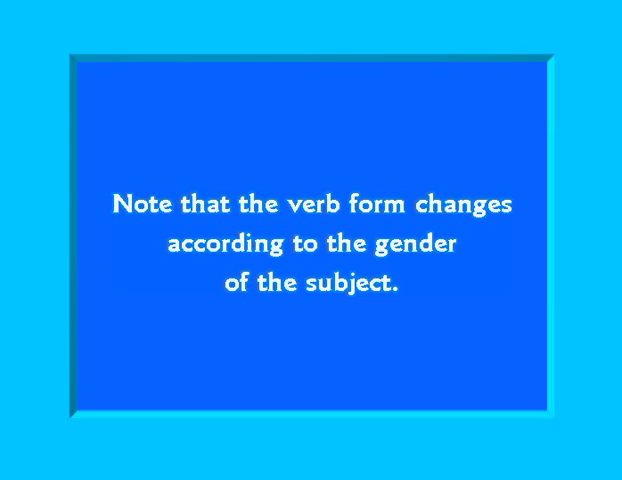 Note that the verb form changes
according to the gender
of the subject.